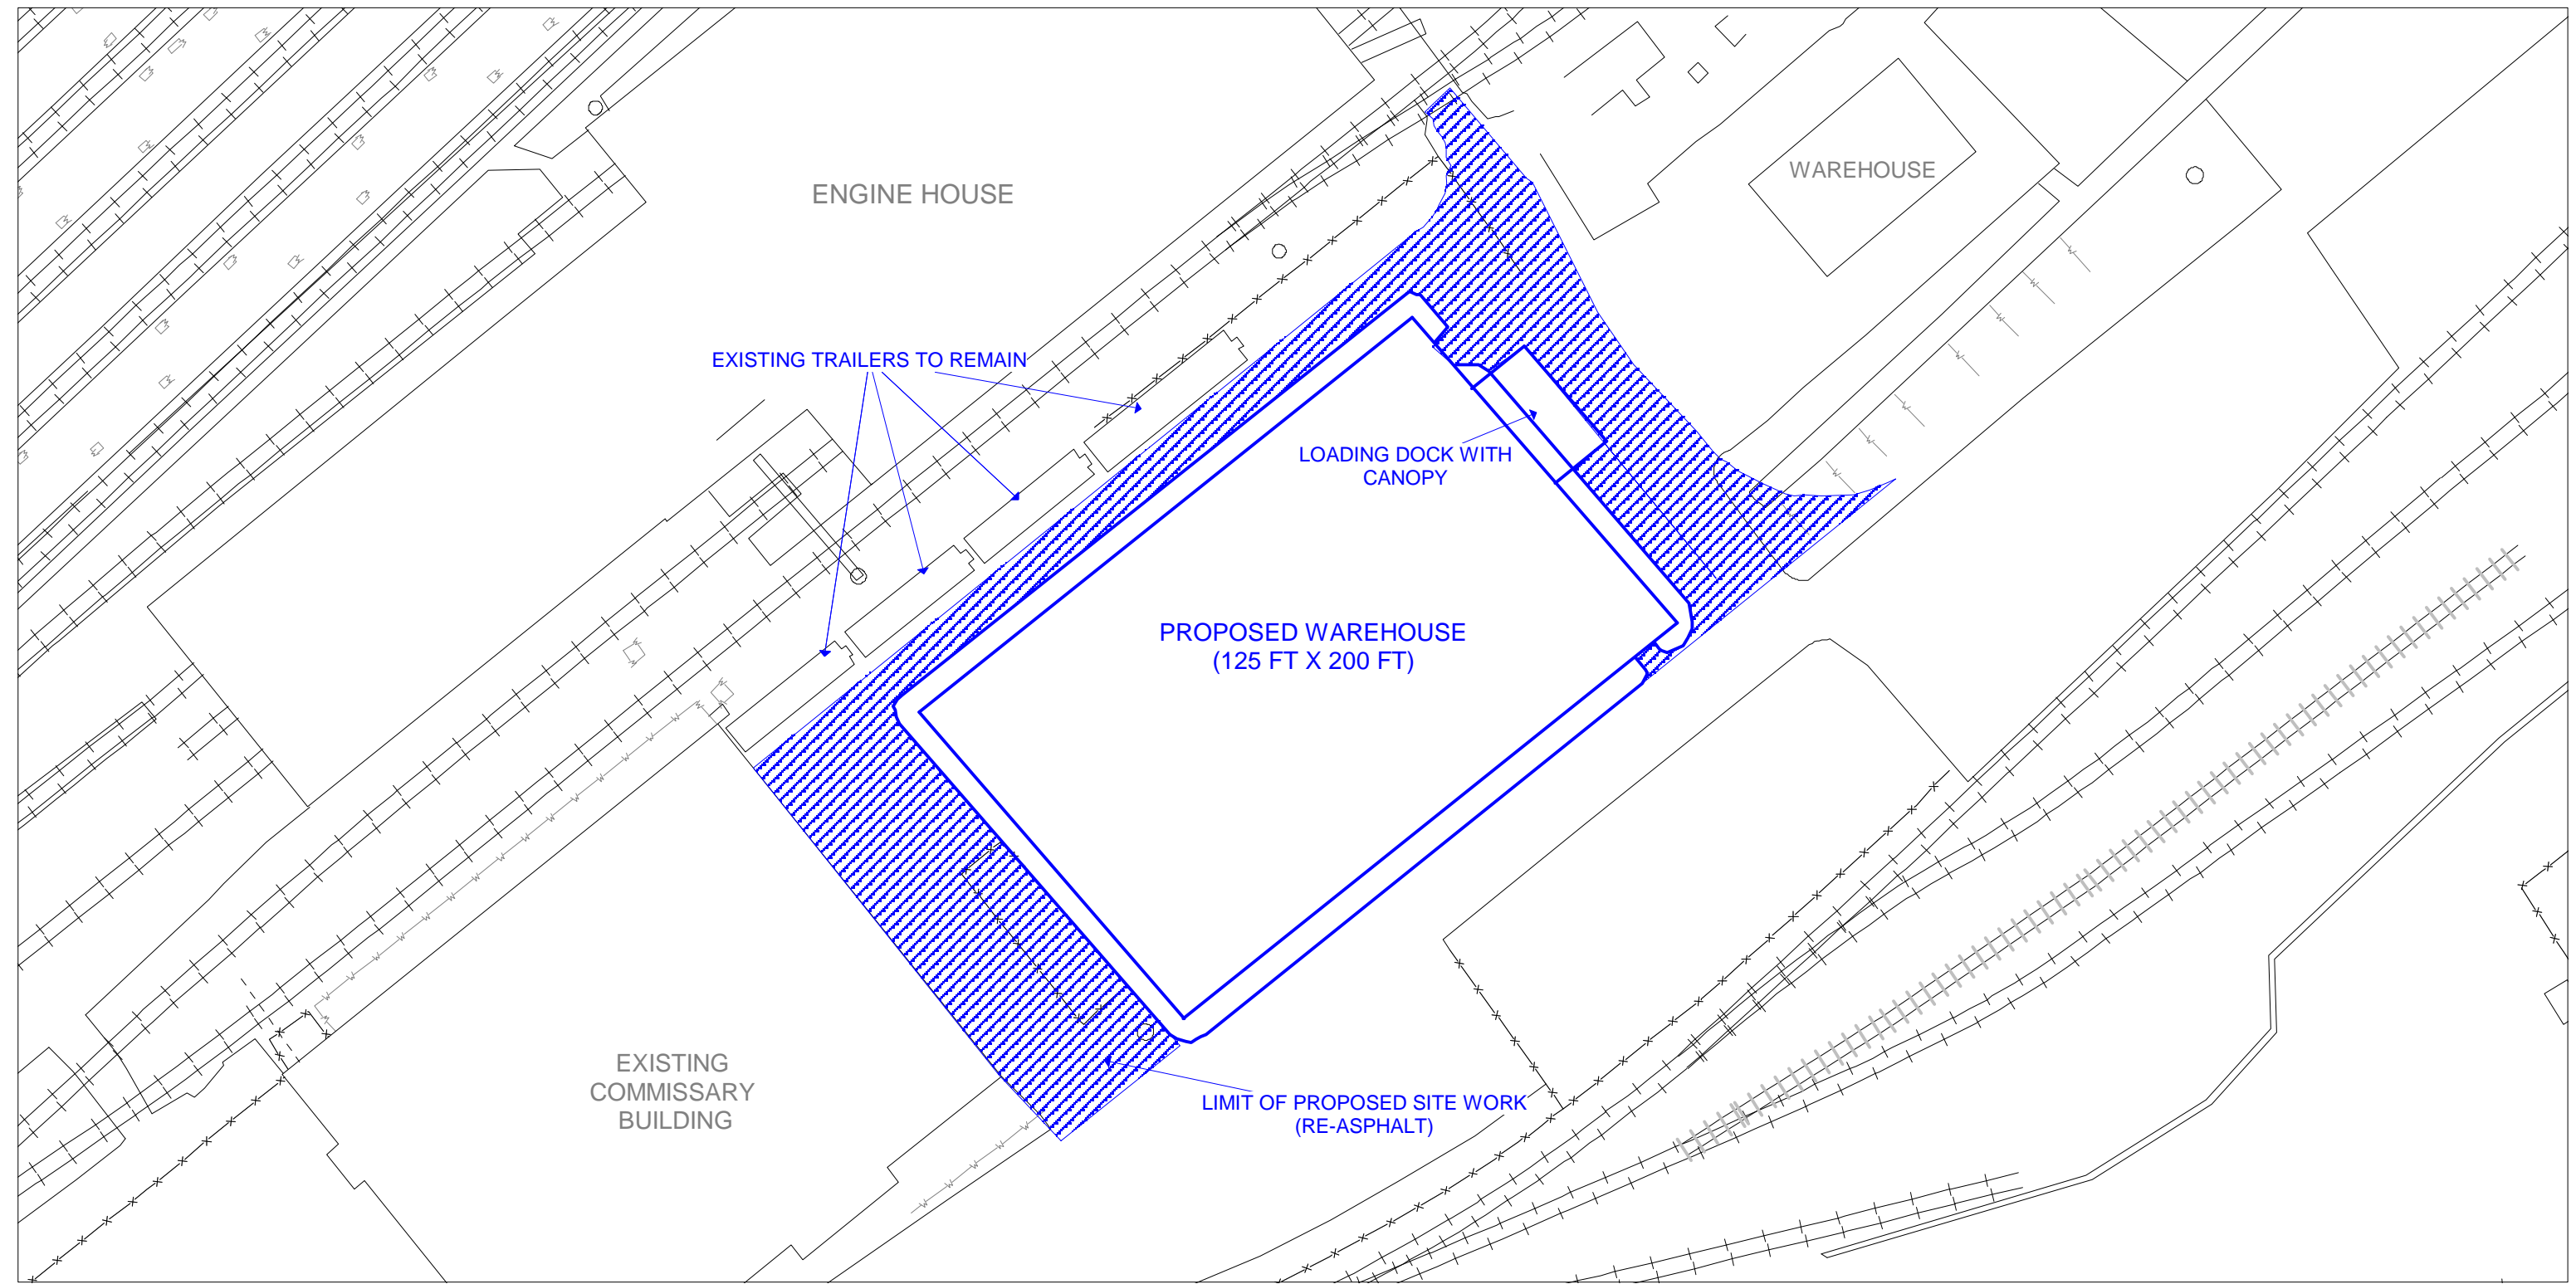 ENGINE HOUSE
WAREHOUSE
EXISTING TRAILERS TO REMAIN
LOADING DOCK WITH
CANOPY
PROPOSED WAREHOUSE
(125 FT X 200 FT)
EXISTING
COMMISSARY
BUILDING
LIMIT OF PROPOSED SITE WORK
(RE-ASPHALT)